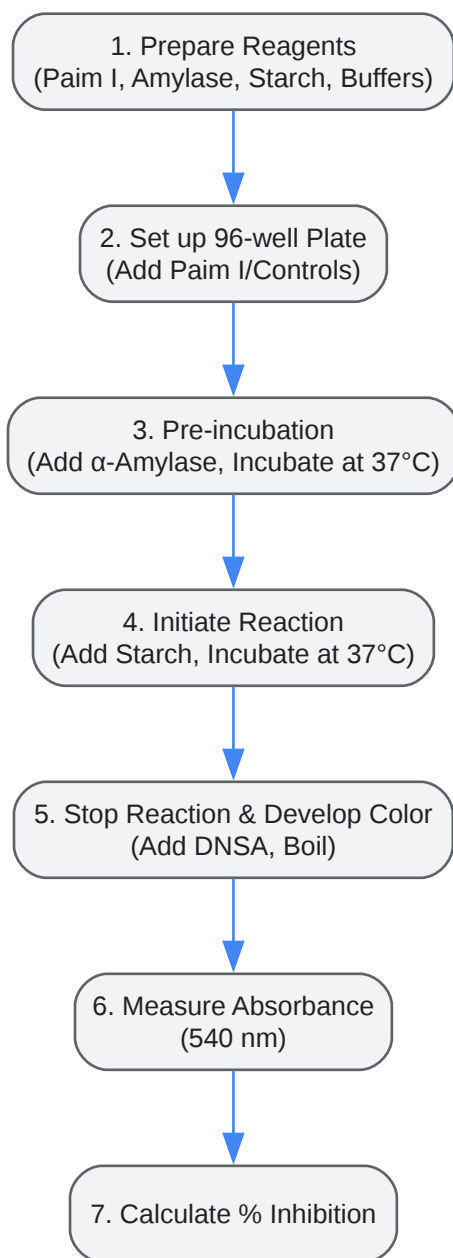 1. Prepare Reagents
(Paim I, Amylase, Starch, Buffers)
2. Set up 96-well Plate
(Add Paim I/Controls)
3. Pre-incubation
(Add α-Amylase, Incubate at 37°C)
4. Initiate Reaction
(Add Starch, Incubate at 37°C)
5. Stop Reaction & Develop Color
(Add DNSA, Boil)
6. Measure Absorbance
(540 nm)
7. Calculate % Inhibition